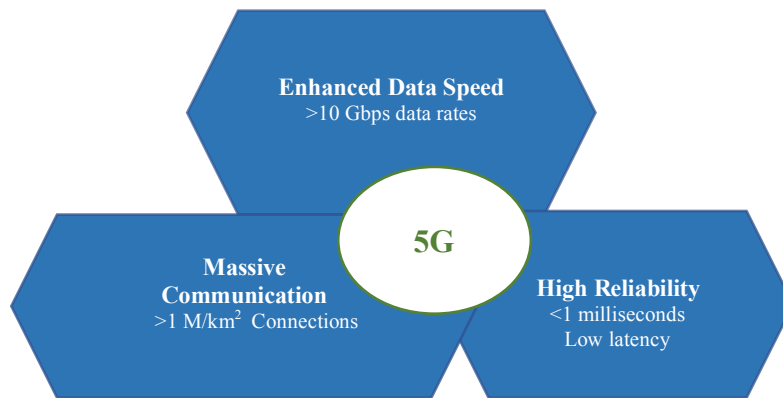 Enhanced Data Speed
>10 Gbps data rates
5G
Massive
Communication
>1 M/km² Connections
High Reliability
<1 milliseconds
Low latency